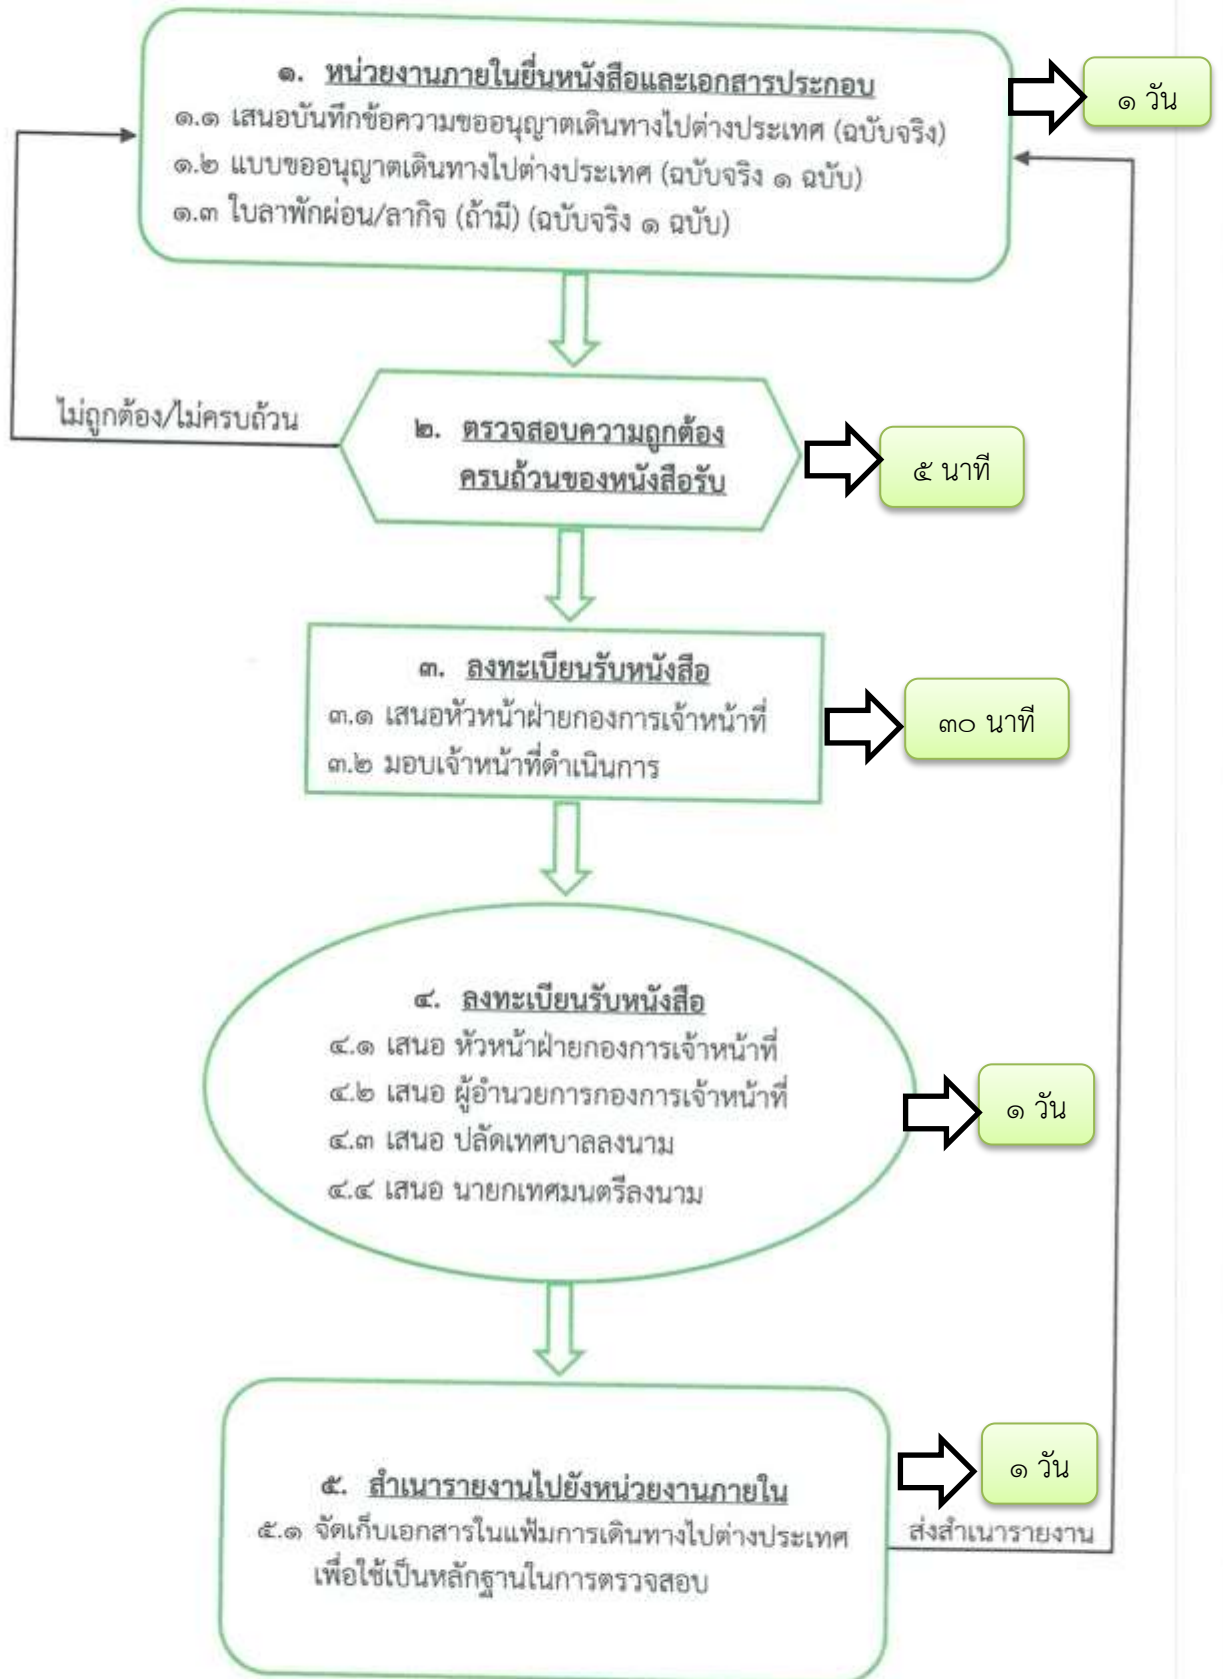 ๑. หน่วยงานภายในยื่นหนังสือและเอกสารประกอบ
๑ วัน
๑.๑ เสนอบันทึกข้อความขออนุญาตเดินทางไปต่างประเทศ (ฉบับจริง)
๑.๒ แบบขออนุญาตเดินทางไปต่างประเทศ (ฉบับจริง ๑ ฉบับ)
๑.๓ ใบลาพักผ่อน/ลากิจ (ถ้ามี) (ฉบับจริง ๑ ฉบับ)
ไม่ถูกต้อง/ไม่ครบถ้วน
๒. ตรวจสอบความถูกต้อง
ครบถ้วนของหนังสือรับ
๕ นาที
๓. ลงทะเบียนรับหนังสือ
๓.๑ เสนอหัวหน้าฝ่ายกองการเจ้าหน้าที่
๓.๒ มอบเจ้าหน้าที่ดำเนินการ
๓๐ นาที
๔. ลงทะเบียนรับหนังสือ
๔.๑ เสนอ หัวหน้าฝ่ายกองการเจ้าหน้าที่
๔.๒ เสนอ ผู้อำนวยการกองการเจ้าหน้าที่
๔.๓ เสนอ ปลัดเทศบาลลงนาม
๔.๔ เสนอ นายกเทศมนตรีลงนาม
๑ วัน
๕. สำเนารายงานไปยังหน่วยงานภายใน
๕.๑ จัดเก็บเอกสารในแฟ้มการเดินทางไปต่างประเทศ
เพื่อใช้เป็นหลักฐานในการตรวจสอบ
๑ วัน
ส่งสำเนารายงาน